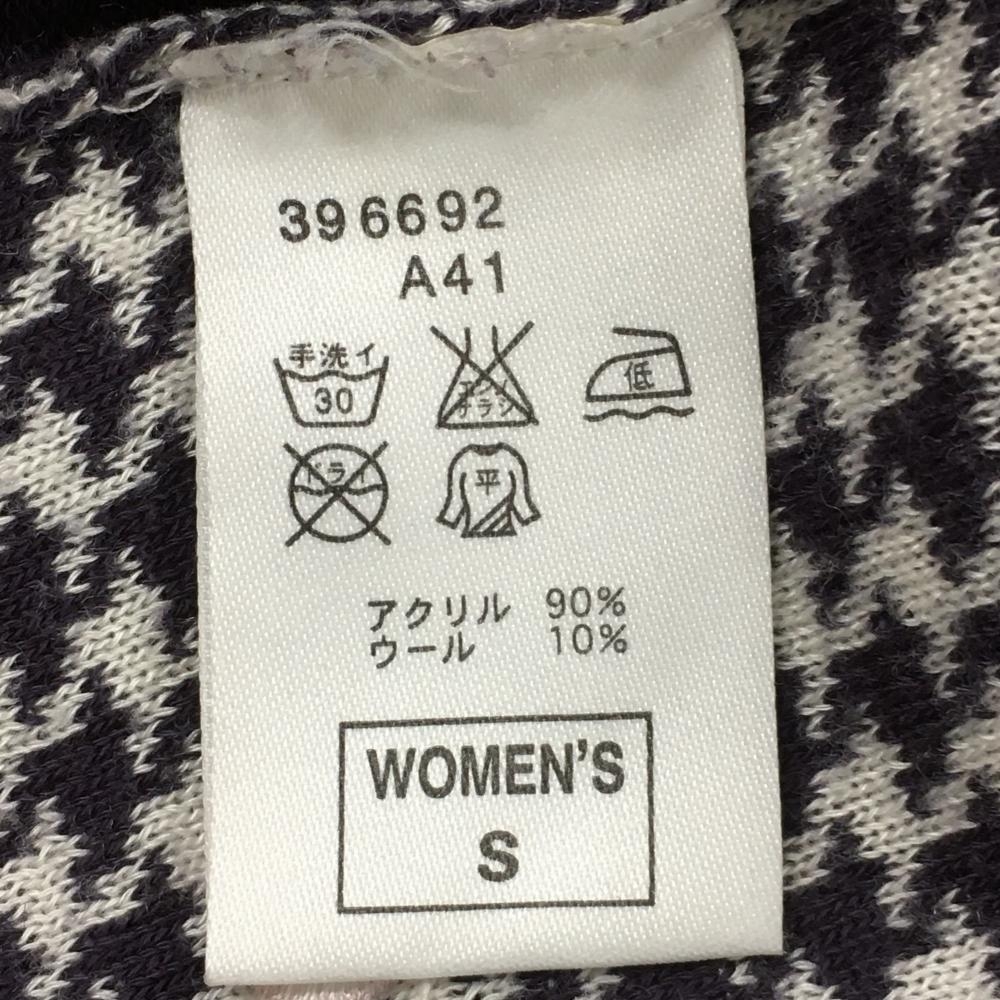 396692
A41
手洗イ
30
エンソ
チラシ
低
ドライ
平
アクリル 90%
ウール 10%
WOMEN'S
S